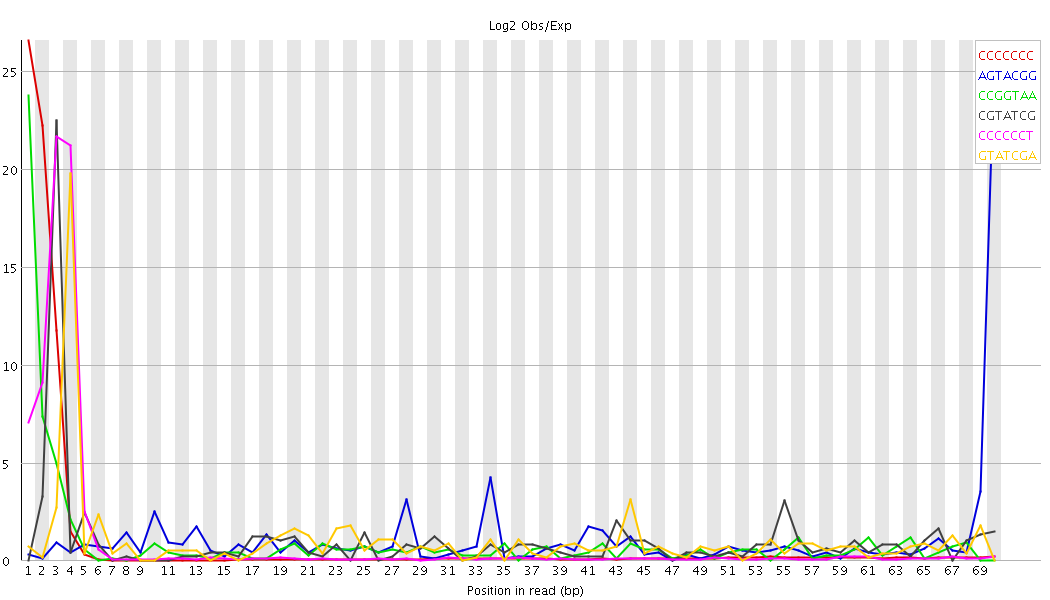 Log2 Obs/Exp
CCCCCCC
AGTACGG
CCGGTAA
CGTATCG
CCCCCCT
GTATCGA
25
20
15
10
5
0
1 2 3 4 5 6 7 8 9 11 13 15 17 19 21 23 25 27 29 31 33 35 37 39 41 43 45 47 49 51 53 55 57 59 61 63 65 67 69
Position in read (bp)